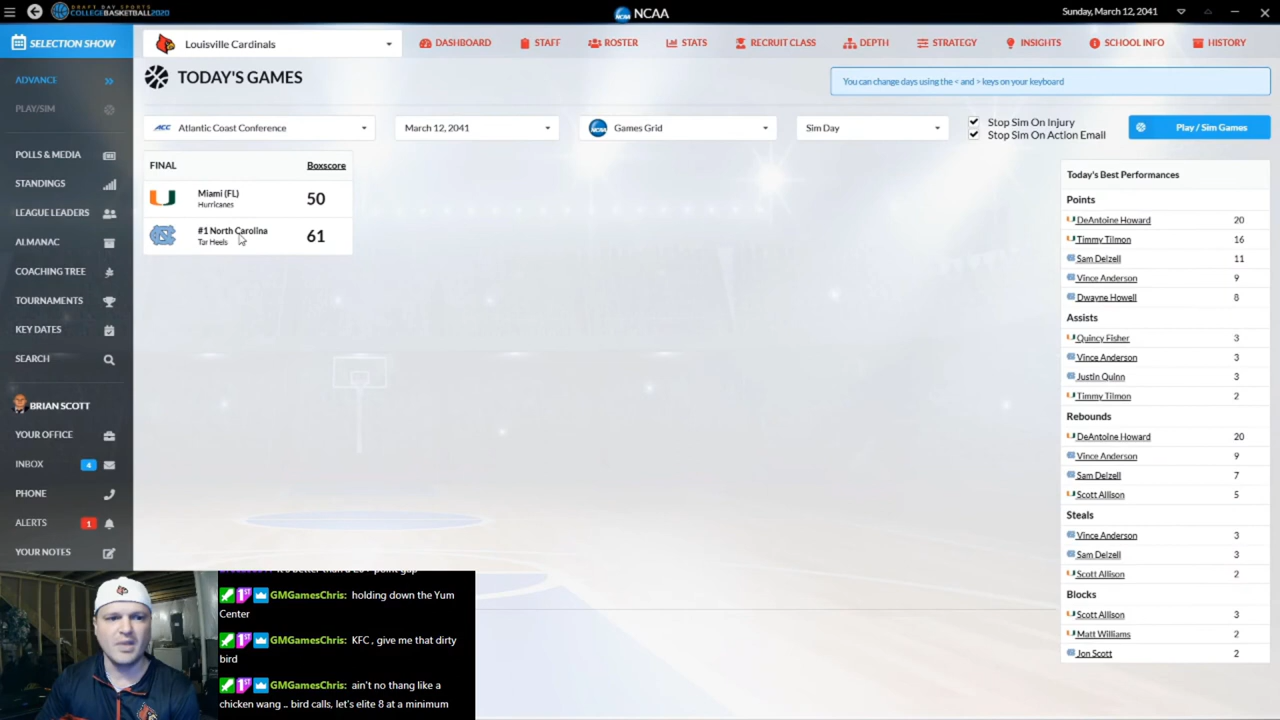 DRAFT DAY SPORTS
COLLEGE BASKETBALL 2020
NCAA
Sunday, March 12, 2041
SELECTION SHOW
Louisville Cardinals
DASHBOARD
STAFF
ROSTER
STATS
RECRUIT CLASS
DEPTH
STRATEGY
INSIGHTS
SCHOOL INFO
HISTORY
ADVANCE
PLAY/SIM
POLLS & MEDIA
STANDINGS
LEAGUE LEADERS
ALMANAC
COACHING TREE
TOURNAMENTS
KEY DATES
SEARCH
BRIAN SCOTT
YOUR OFFICE
INBOX 4
PHONE
ALERTS 1
YOUR NOTES
TODAY'S GAMES
You can change days using the < and > keys on your keyboard
ACC Atlantic Coast Conference
March 12, 2041
Games Grid
Sim Day
Stop Sim On Injury
Stop Sim On Action Email
Play / Sim Games
FINAL Boxscore
Miami (FL)
Hurricanes
50
#1 North Carolina
Tar Heels
61
Today's Best Performances
Points
DeAntoine Howard 20
Timmy Tilmon 16
Sam Delzell 11
Vince Anderson 9
Dwayne Howell 8
Assists
Quincy Fisher 3
Vince Anderson 3
Justin Quinn 3
Timmy Tilmon 2
Rebounds
DeAntoine Howard 20
Vince Anderson 9
Sam Delzell 7
Scott Allison 5
Steals
Vince Anderson 3
Sam Delzell 3
Scott Allison 2
Blocks
Scott Allison 3
Matt Williams 2
Jon Scott 2
GMGamesChris: holding down the Yum
Center
GMGamesChris: KFC , give me that dirty
bird
GMGamesChris: ain't no thang like a
chicken wang .. bird calls, let's elite 8 at a minimum